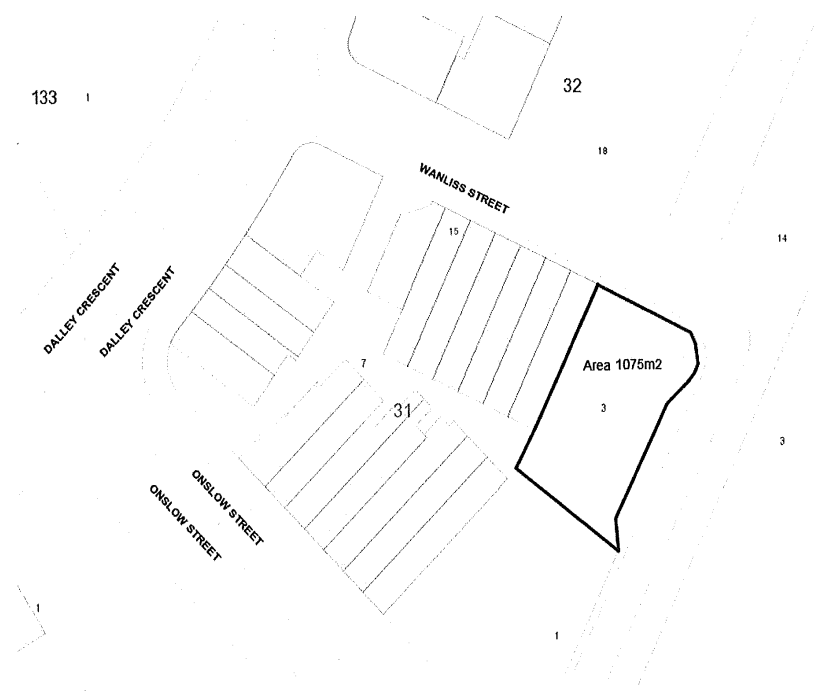 32
133 1
18
WANLISS STREET
15
14
DALLEY CRESCENT
DALLEY CRESCENT
7
Area 1075m2
31
3
3
ONSLOW STREET
ONSLOW STREET
1
1